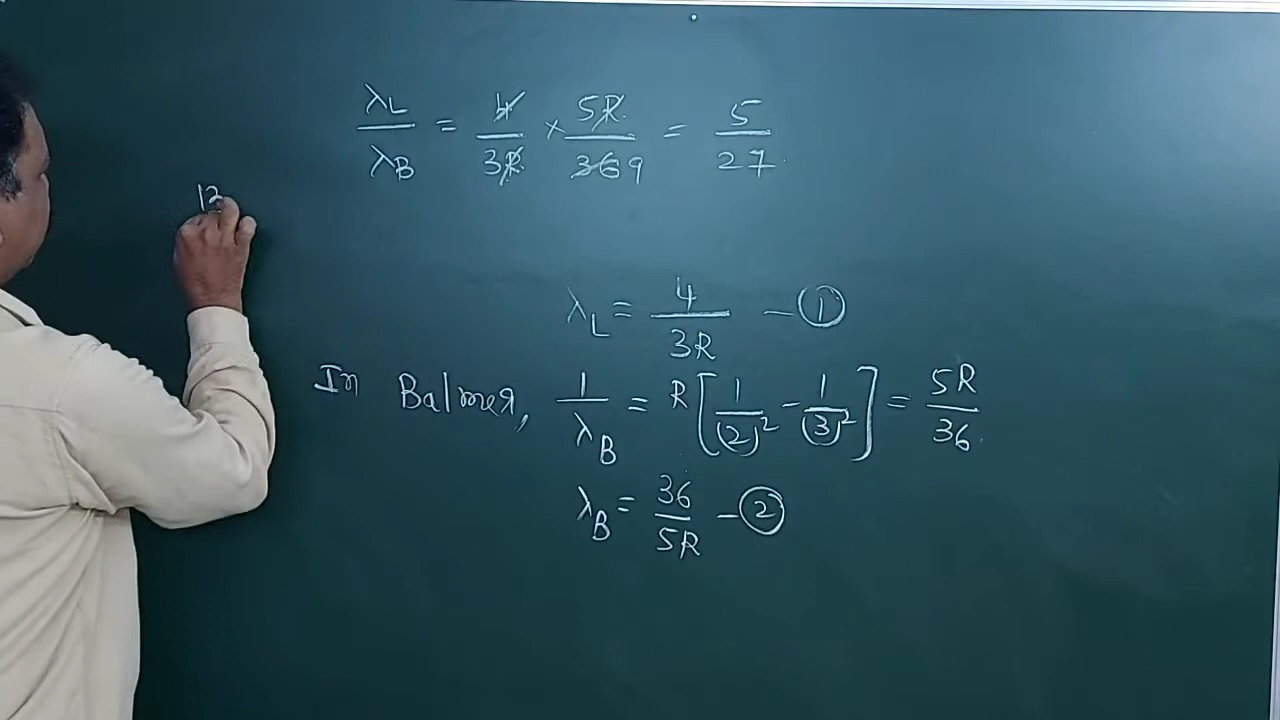 λL/λB = 4/3R × 5R/36 9 = 5/27
12
λL = 4/3R – ①
In Balmer, 1/λB = R[1/(2)² – 1/(3)²] = 5R/36.
λB = 36/5R – ②